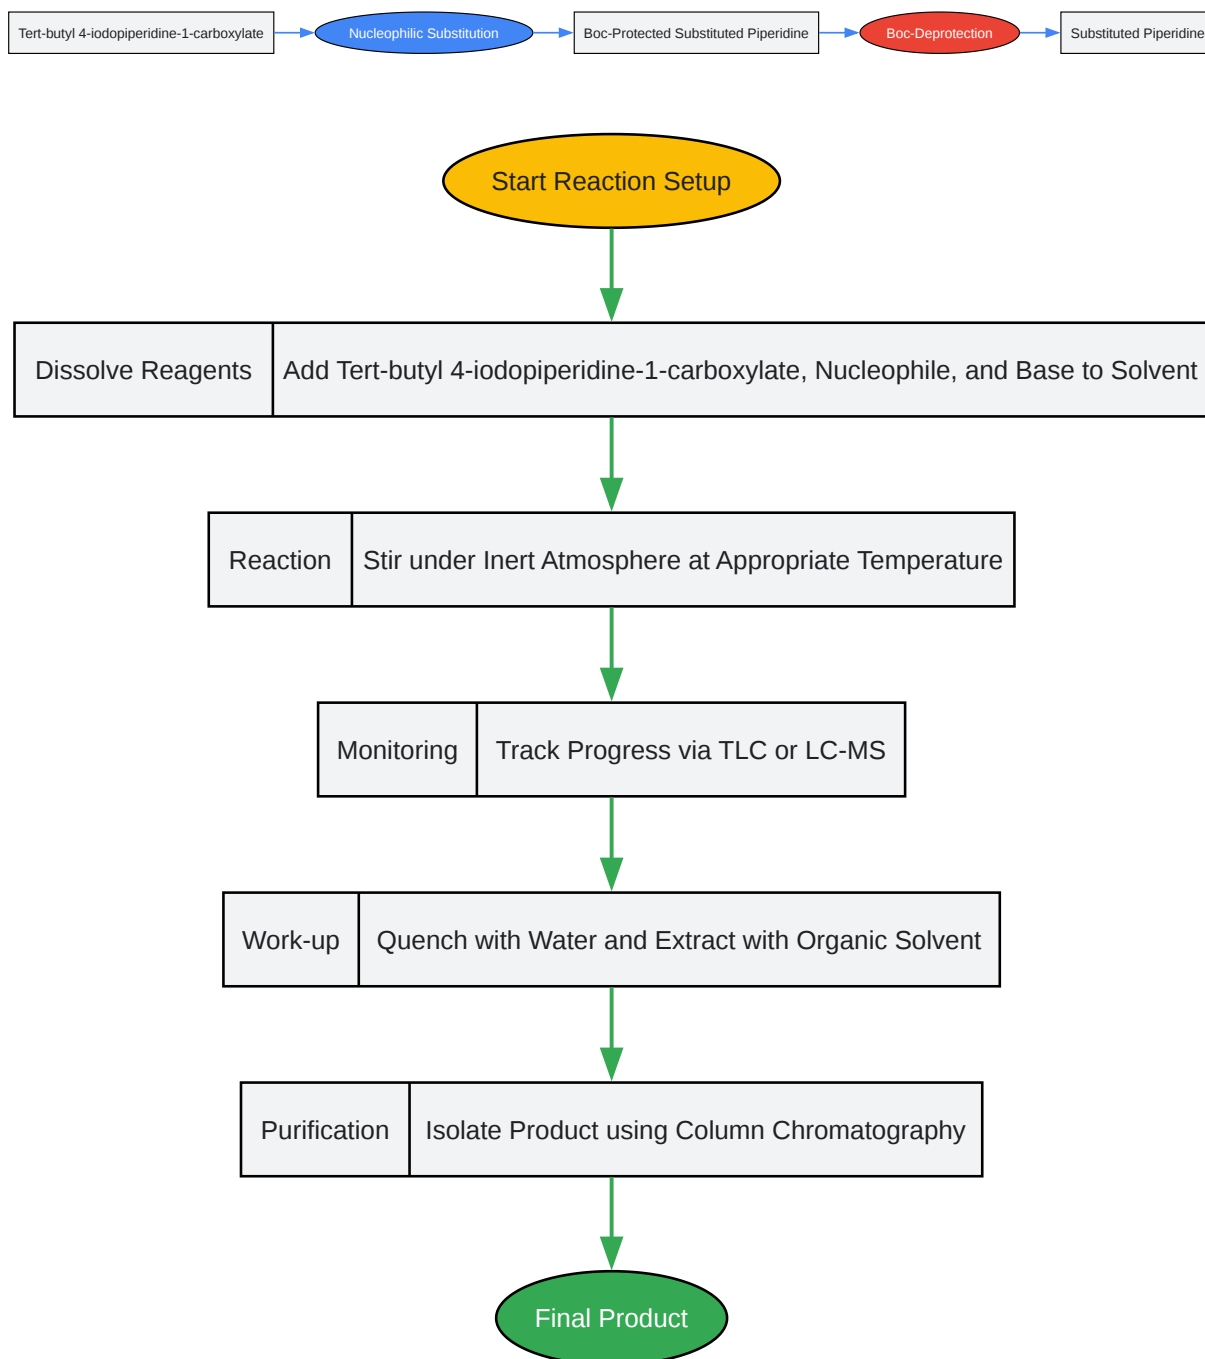 Tert-butyl 4-iodopiperidine-1-carboxylate
Nucleophilic Substitution
Boc-Protected Substituted Piperidine
Boc-Deprotection
Substituted Piperidine
Start Reaction Setup
Dissolve Reagents
Add Tert-butyl 4-iodopiperidine-1-carboxylate, Nucleophile, and Base to Solvent
Reaction
Stir under Inert Atmosphere at Appropriate Temperature
Monitoring
Track Progress via TLC or LC-MS
Work-up
Quench with Water and Extract with Organic Solvent
Purification
Isolate Product using Column Chromatography
Final Product